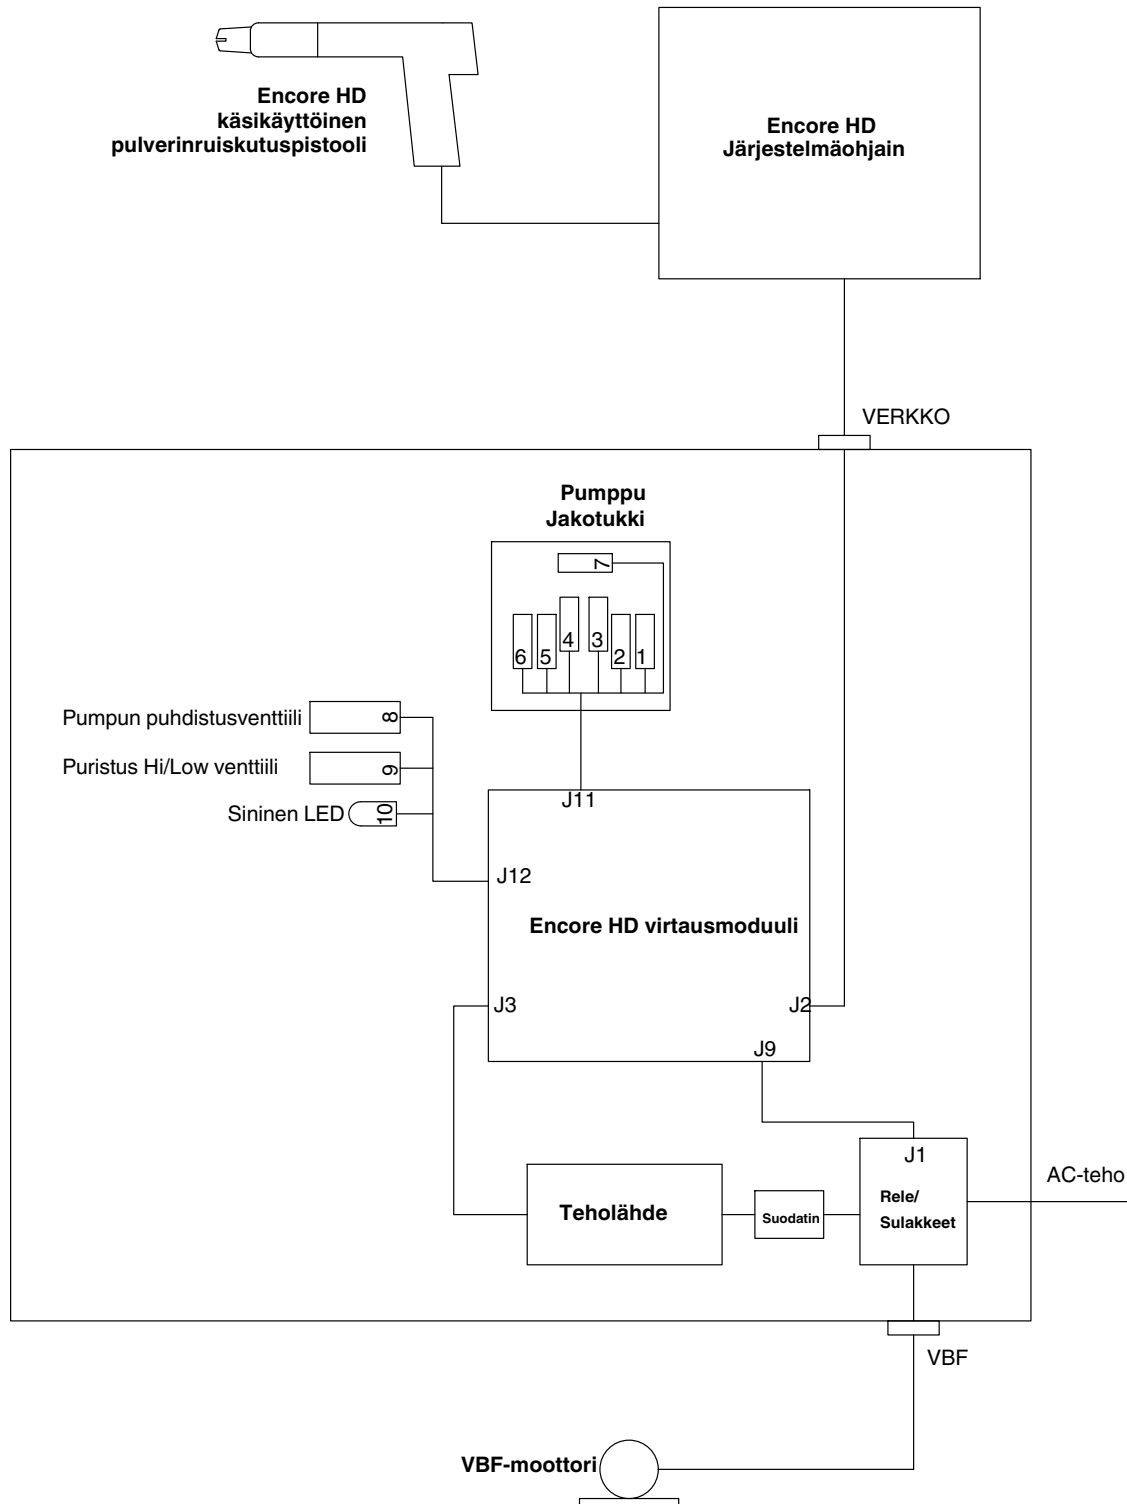 Encore HD
käsikäyttöinen
pulverinruiskutuspistooli
Encore HD
Järjestelmäohjain
VERKKO
Pumppu
Jakotukki
7
6 5 4 3 2 1
Pumpun puhdistusventtiili 8
Puristus Hi/Low venttiili 9
Sininen LED 10
J11
J12
Encore HD virtausmoduuli
J3
J2
J9
J1
Rele/
Sulakkeet
AC-teho
Teholähde
Suodatin
VBF
VBF-moottori